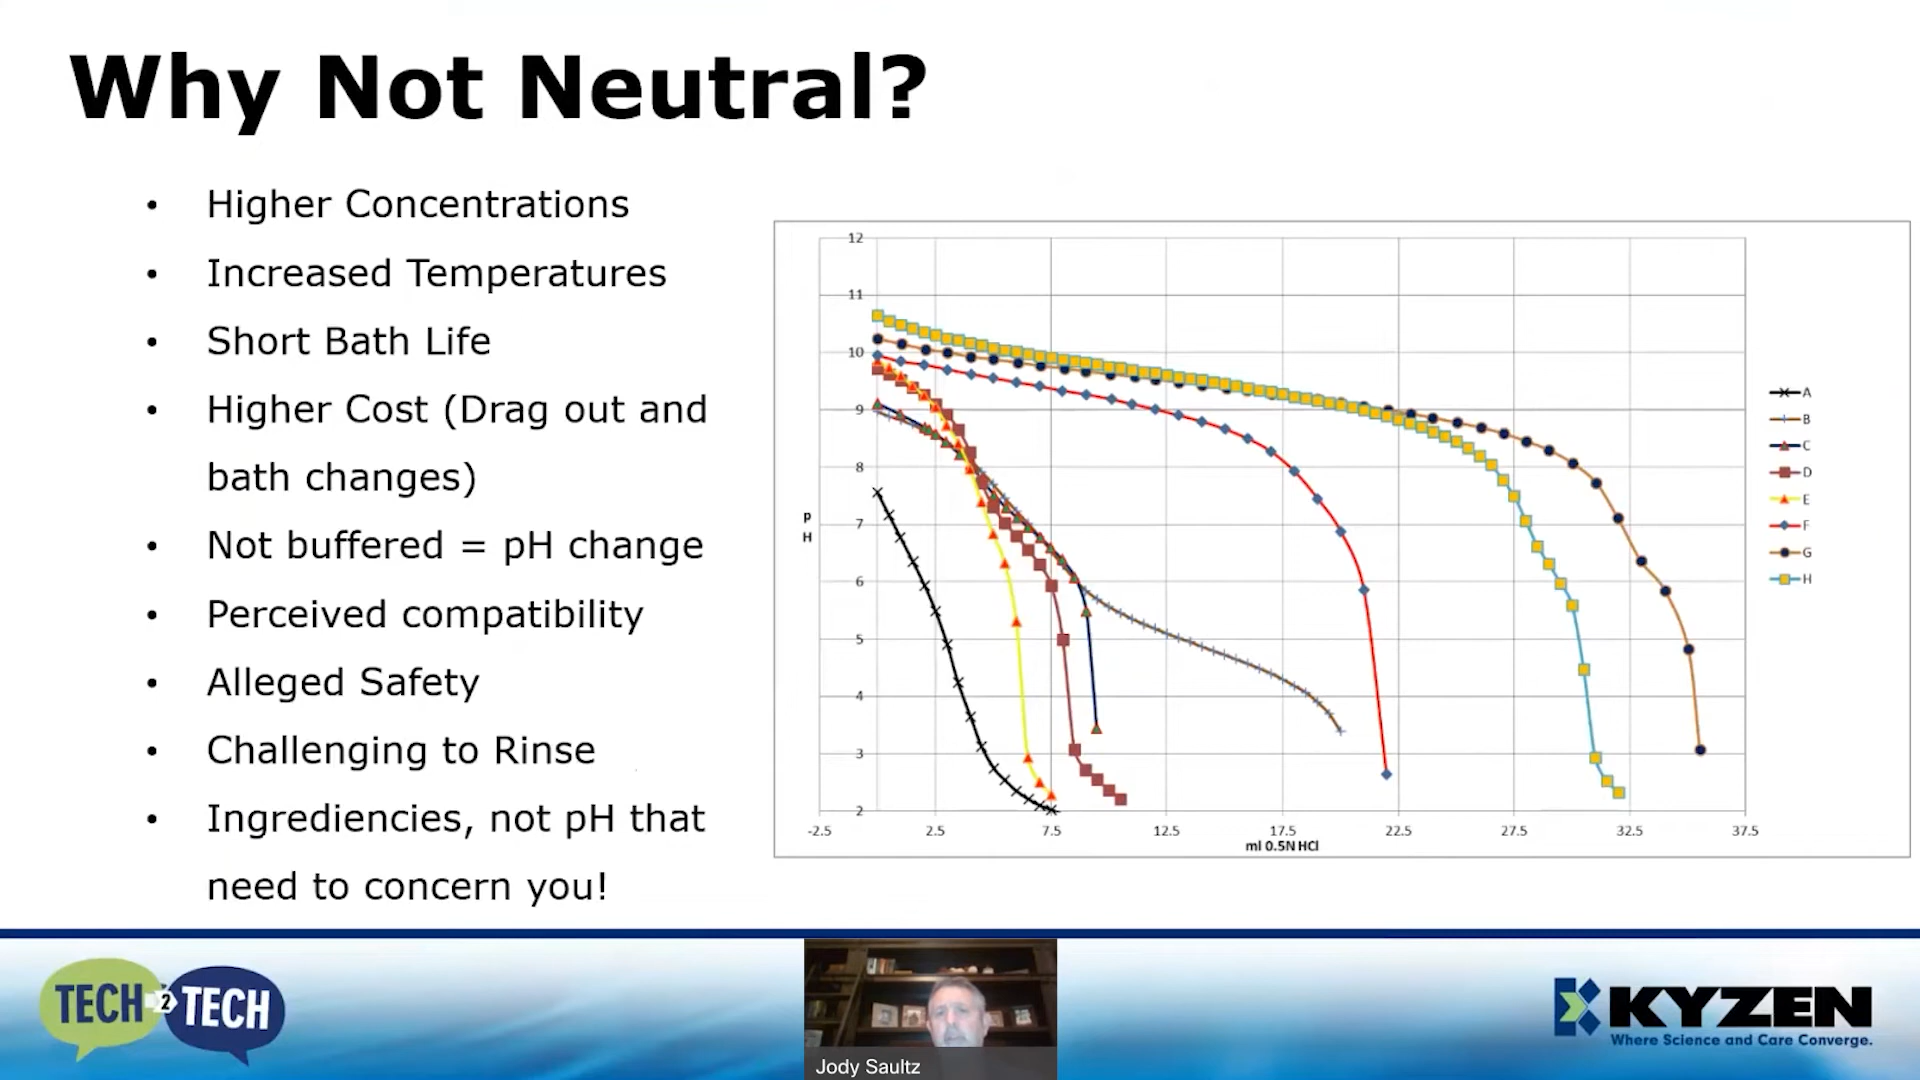 Why Not Neutral?
• Higher Concentrations
• Increased Temperatures
• Short Bath Life
• Higher Cost (Drag out and
bath changes)
• Not buffered = pH change
• Perceived compatibility
• Alleged Safety
• Challenging to Rinse
• Ingrediencies, not pH that
need to concern you!
12
11
10
9
8
7
6
5
4
3
2
p
H
-2.5 2.5 7.5 12.5 17.5 22.5 27.5 32.5 37.5
ml 0.5N HCl
A
B
C
D
E
F
G
H
TECH 2 TECH
Jody Saultz
KYZEN
Where Science and Care Converge.